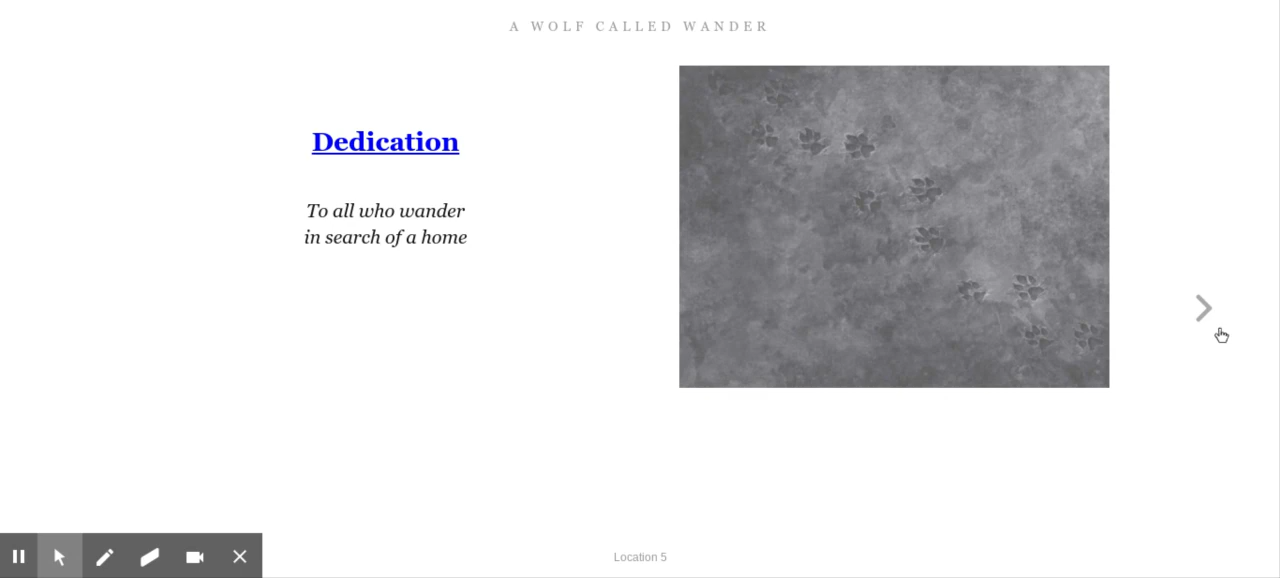 A WOLF CALLED WANDER
Dedication
To all who wander
in search of a home
Location 5